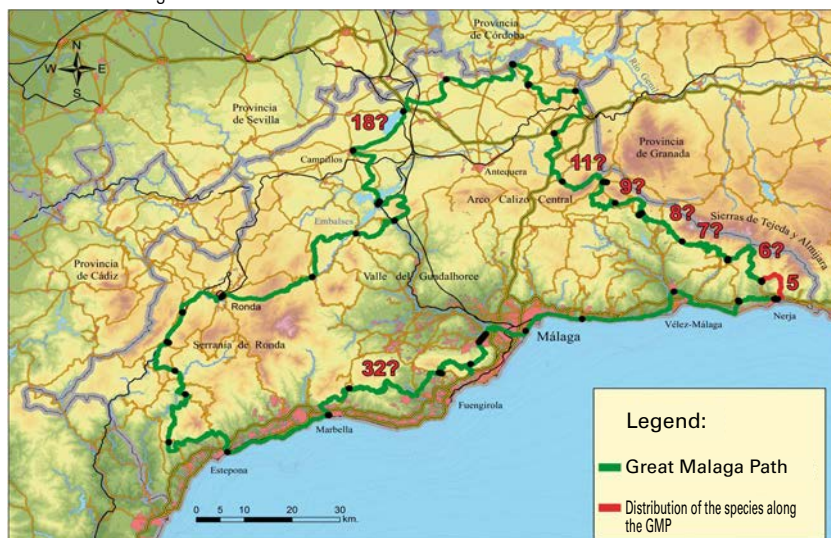 Provincia
de Córdoba
N
W E
S
Río Genil
Provincia
de Sevilla
18?
Campillos
Provincia
de Granada
Antequera
11?
Arco Calizo Central
9?
Embalses
8?
Sierras de Tejeda y Almijara
7?
6?
Provincia
de Cádiz
Valle del Guadalhorce
5
Ronda
Nerja
Málaga
Vélez-Málaga
Serranía de Ronda
32?
Fuengirola
Marbella
Estepona
Legend:
Great Malaga Path
Distribution of the species along
the GMP
0 5 10 20 30
km.